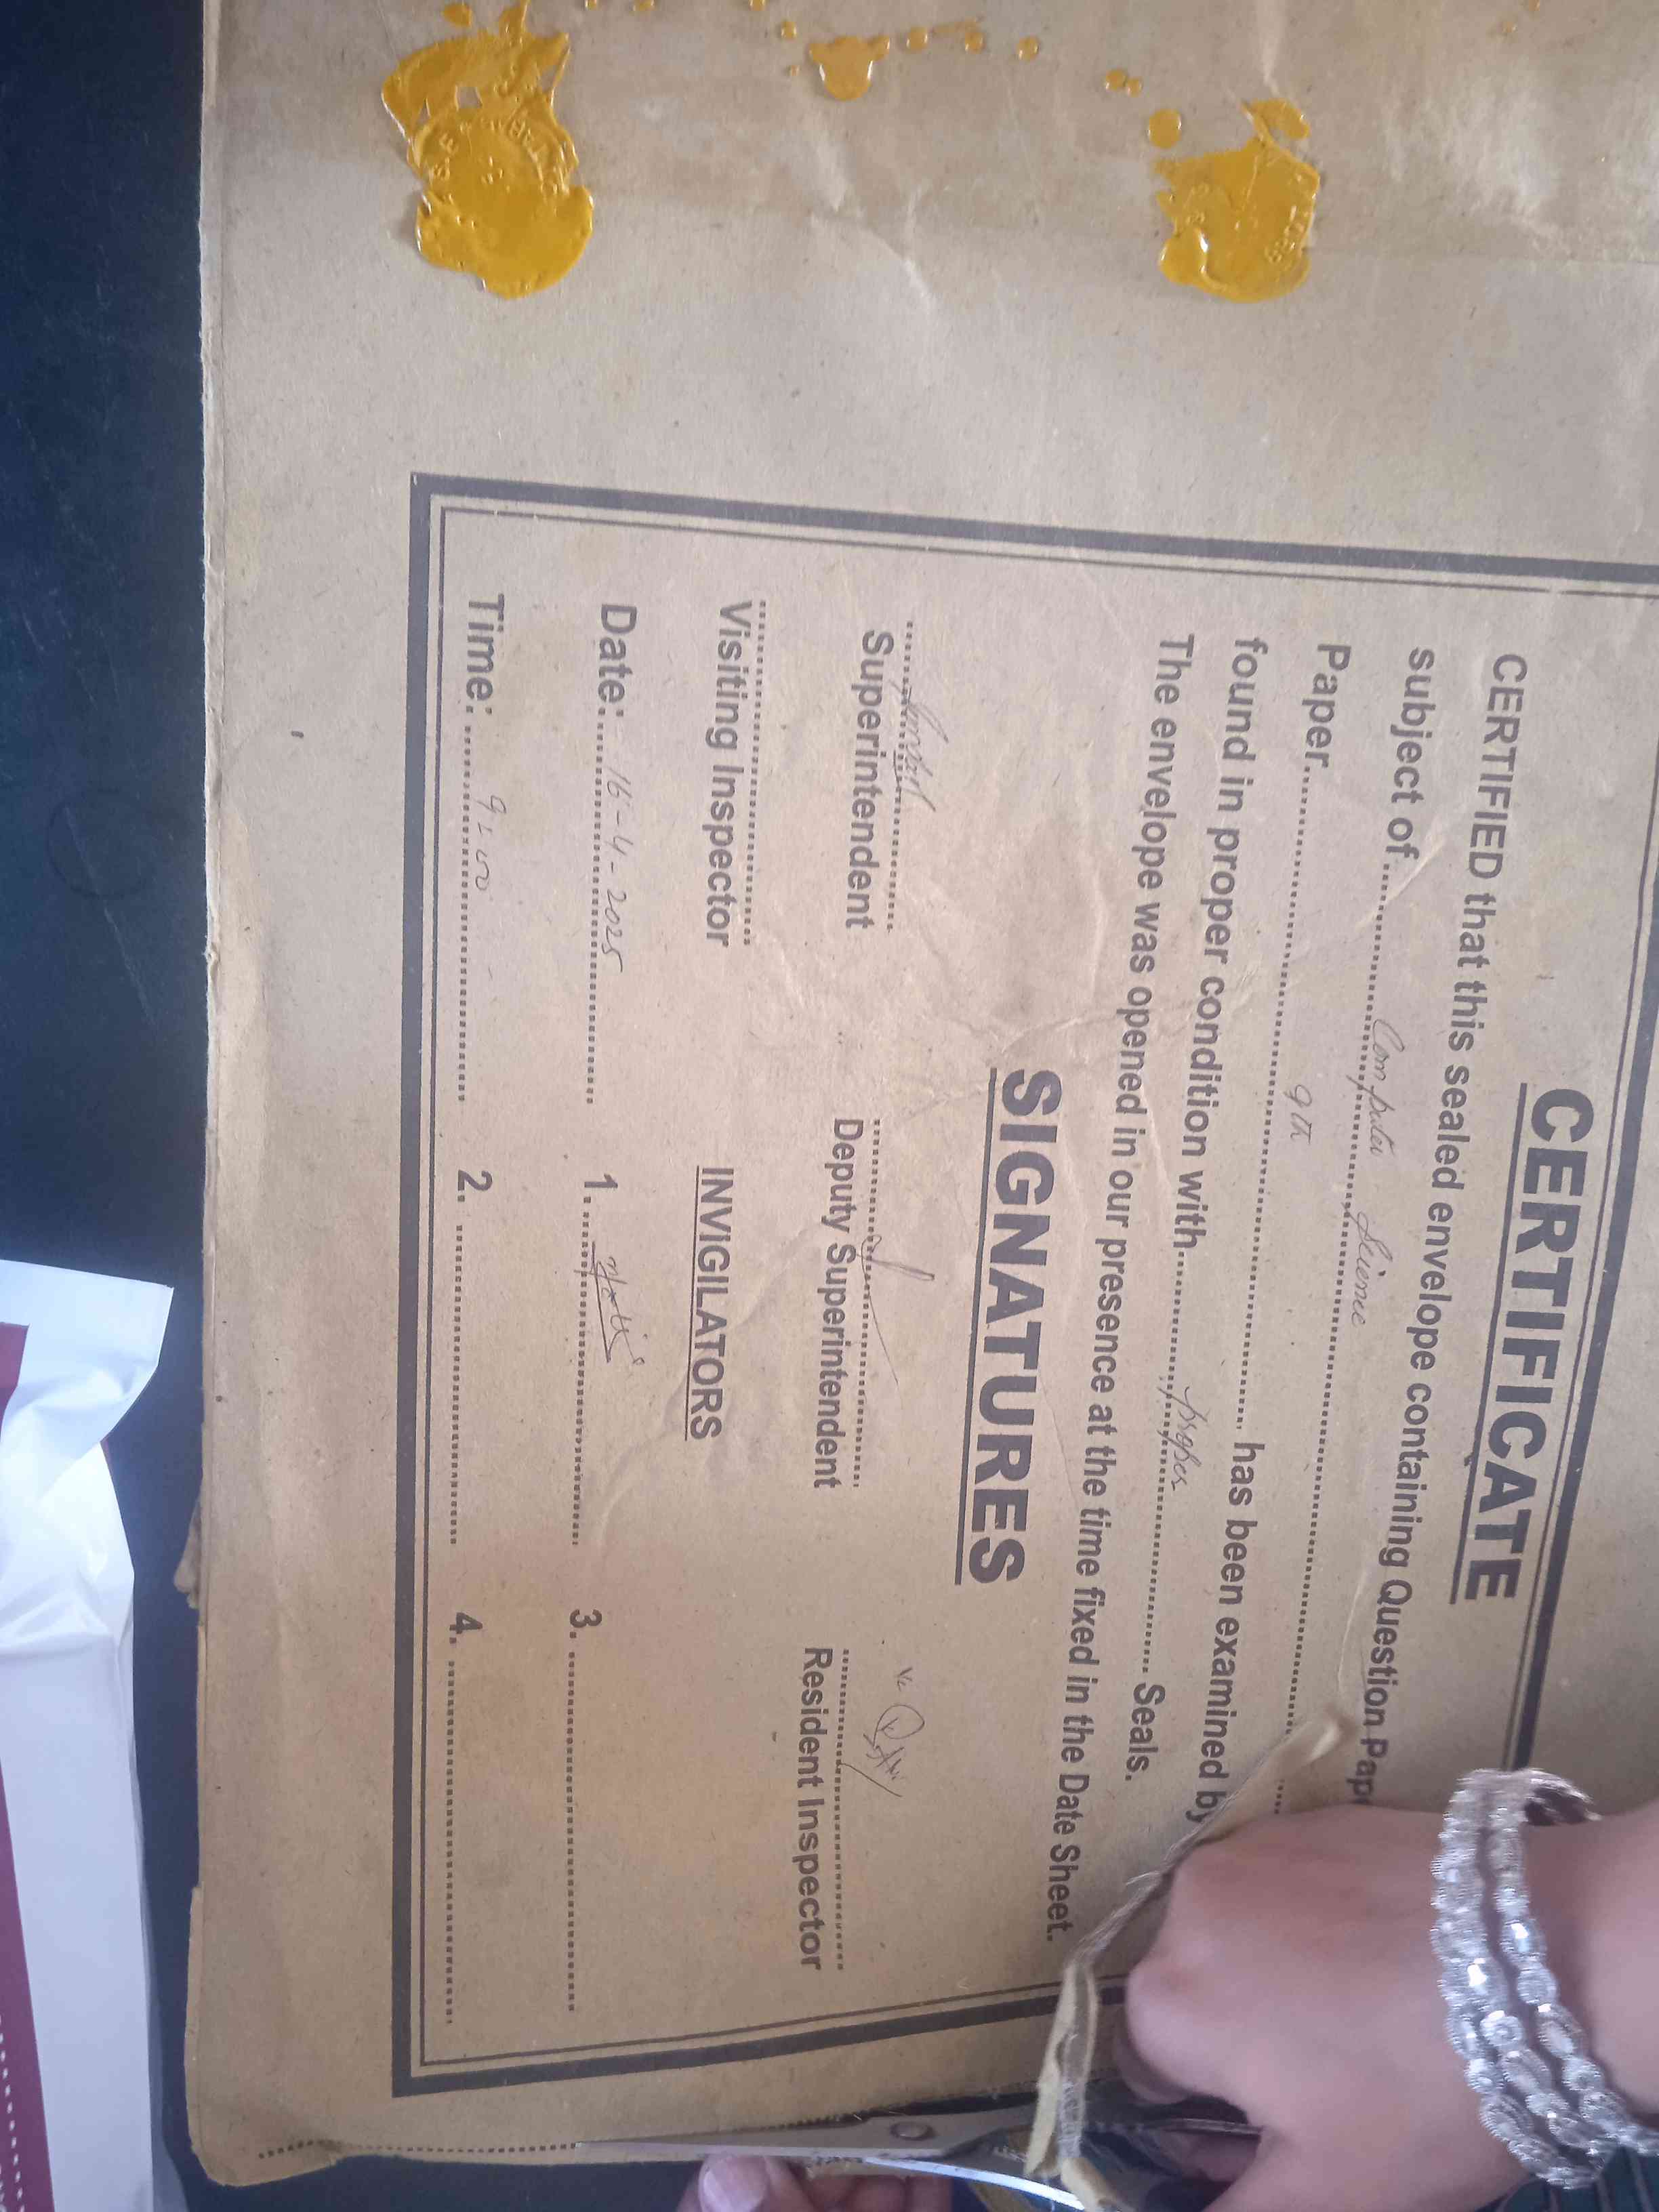 CERTIFICATE
CERTIFIED that this sealed envelope containing Question Pap
subject of.......... Computer Science ..........
Paper.......... 9th ..........
found in proper condition with.......... has been examined by
proper .......... Seals.
The envelope was opened in our presence at the time fixed in the Date Sheet.
SIGNATURES
Superintendent Deputy Superintendent Resident Inspector
Visiting Inspector INVIGILATORS
Date: 16-4-2025 1. .......... 3. ..........
Time: 9:00 2. .......... 4. ..........